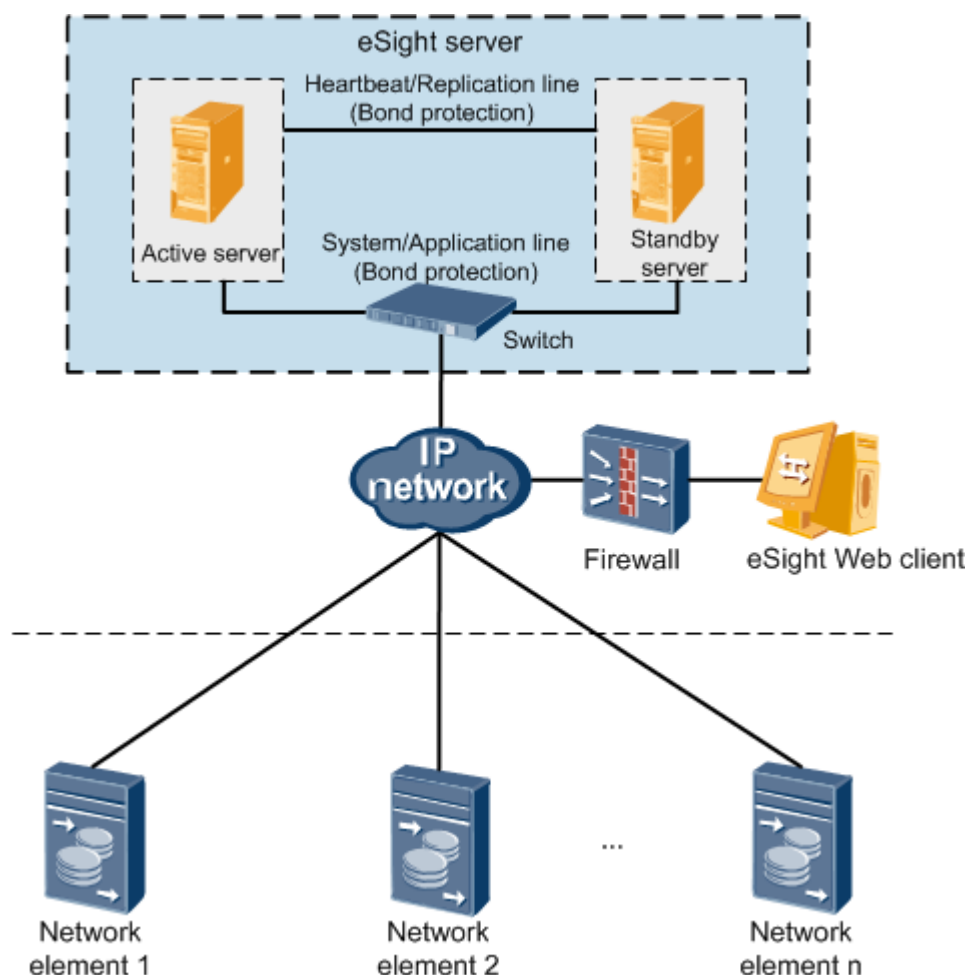 eSight server
Heartbeat/Replication line
(Bond protection)
Active server
System/Application line
(Bond protection)
Standby
server
Switch
IP
network
Firewall
eSight Web client
Network
element 1
Network
element 2
...
Network
element n